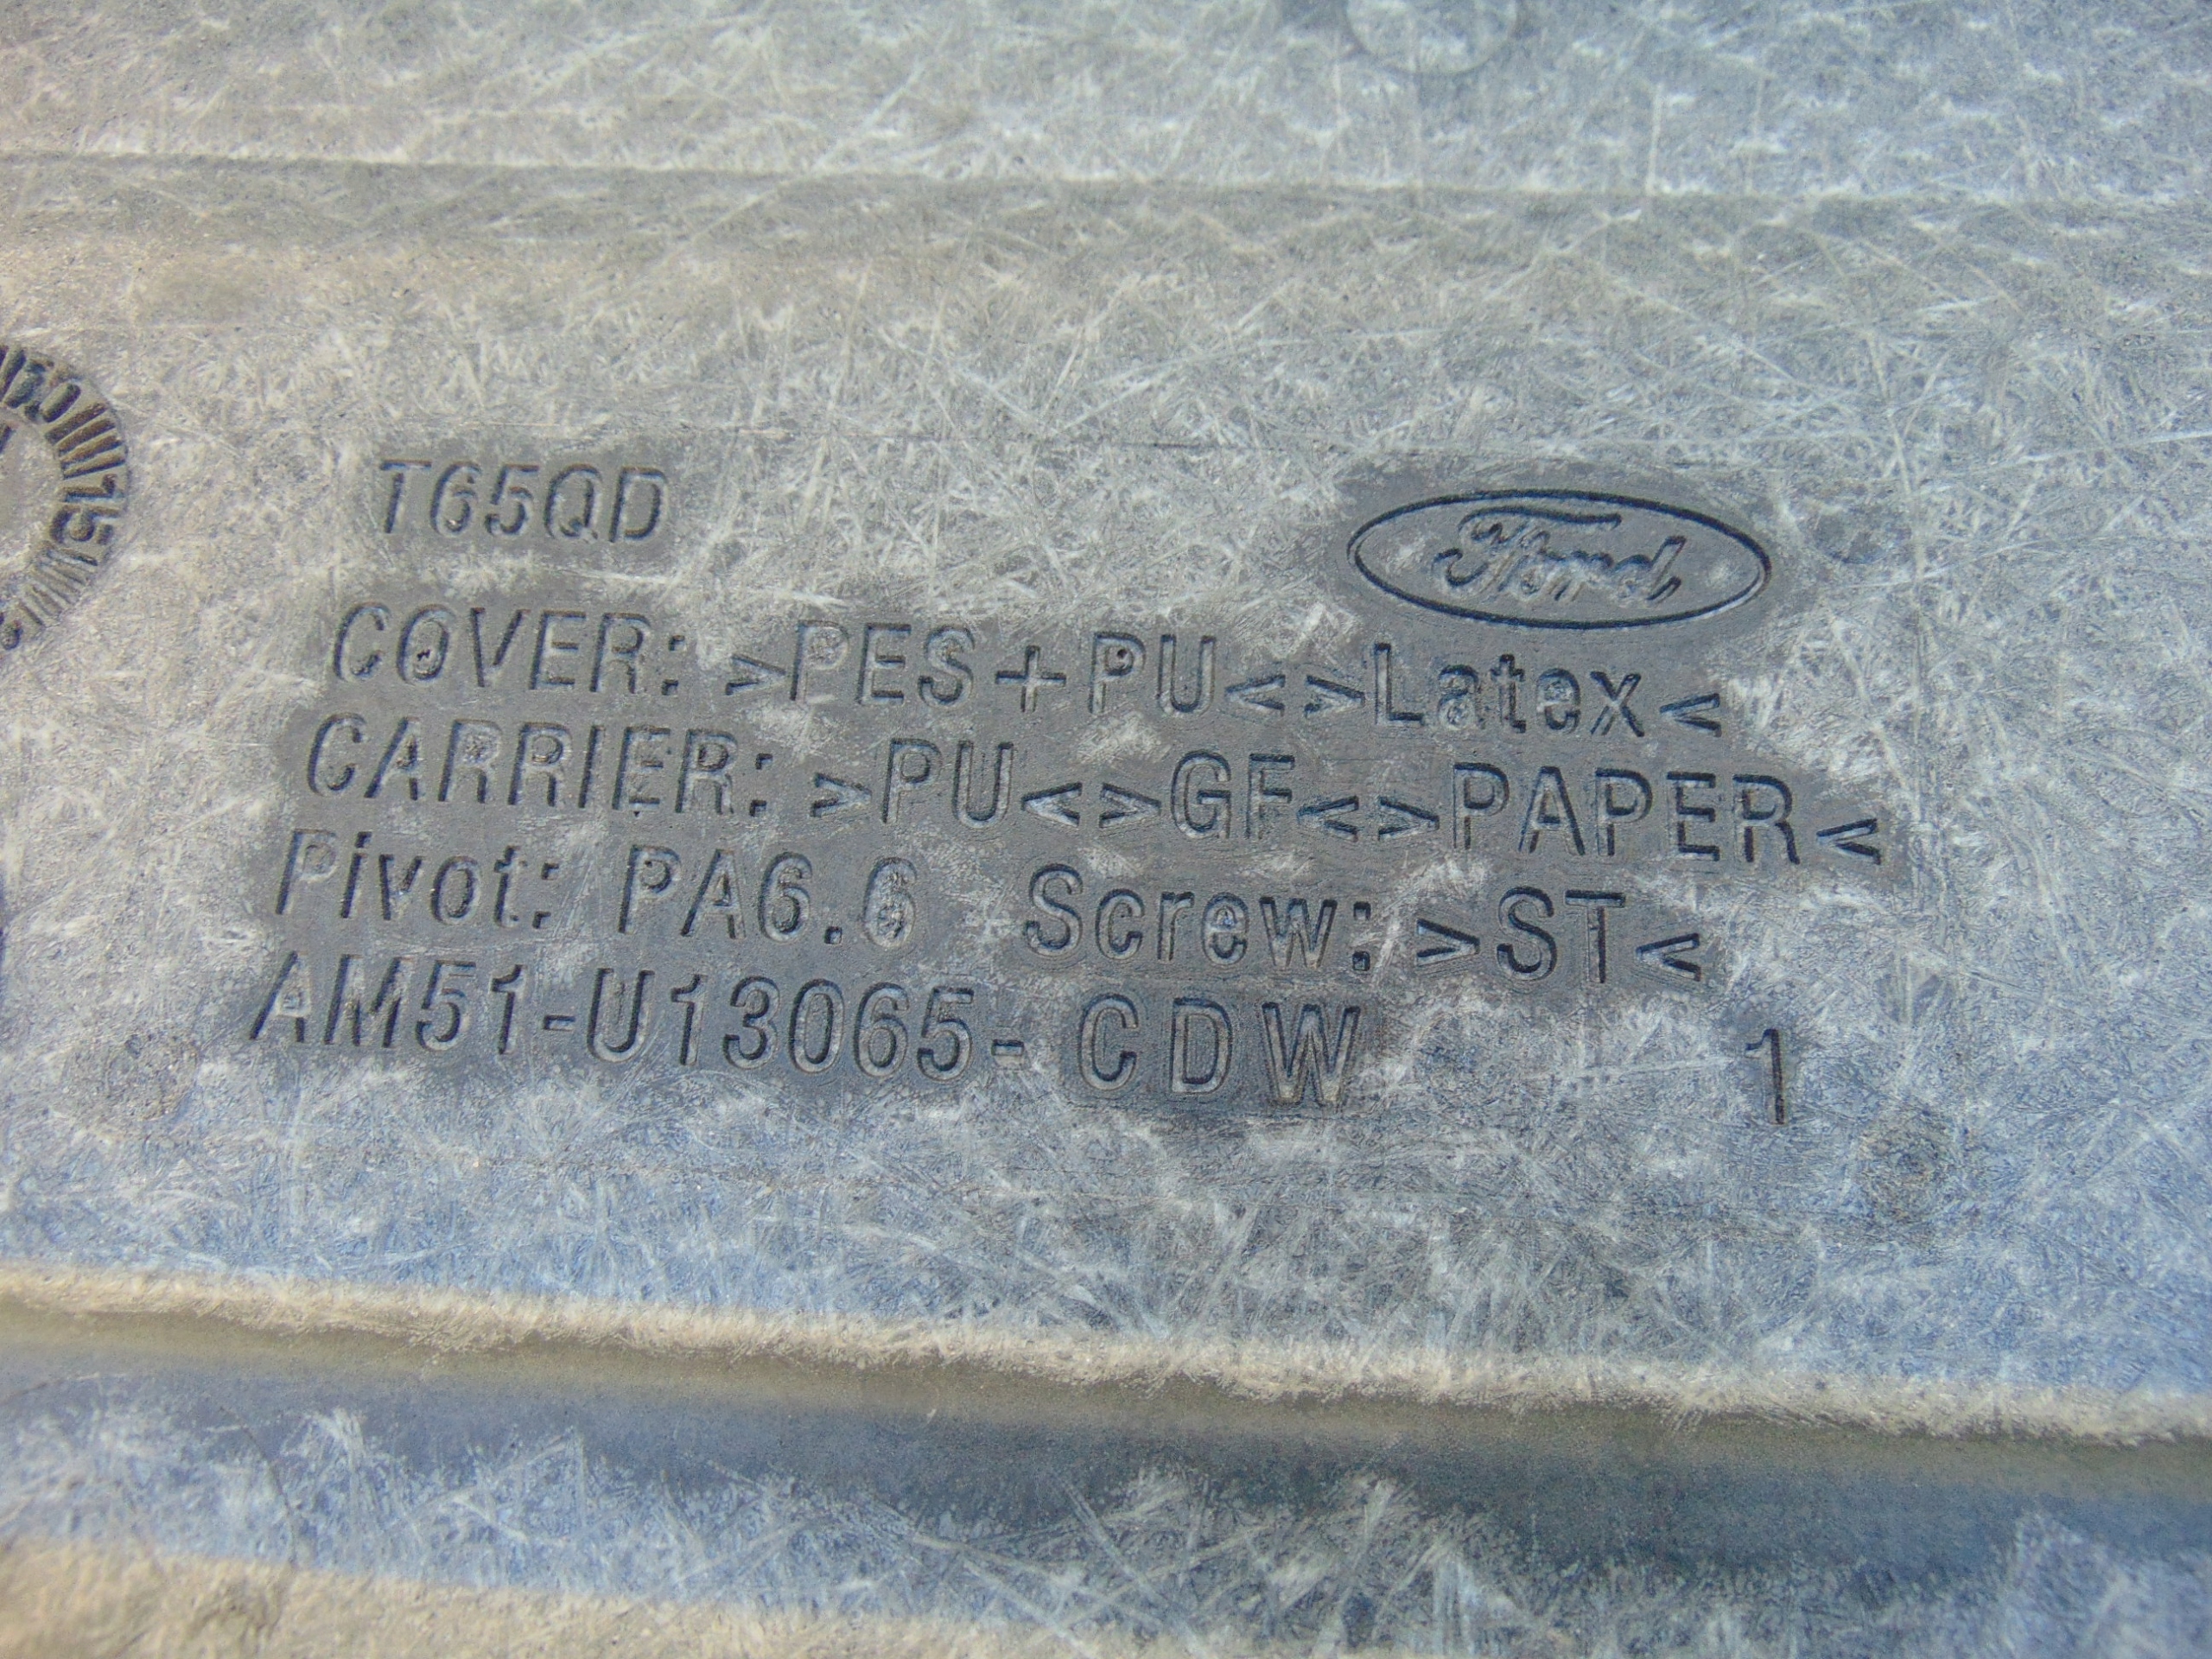 T65QD
Ford
COVER: >PES+PU<>Latex<
CARRIER: >PU<>GF<>PAPER<
Pivot: PA6.6 Screw: >ST<
AM51-U13065- CDW 1
15